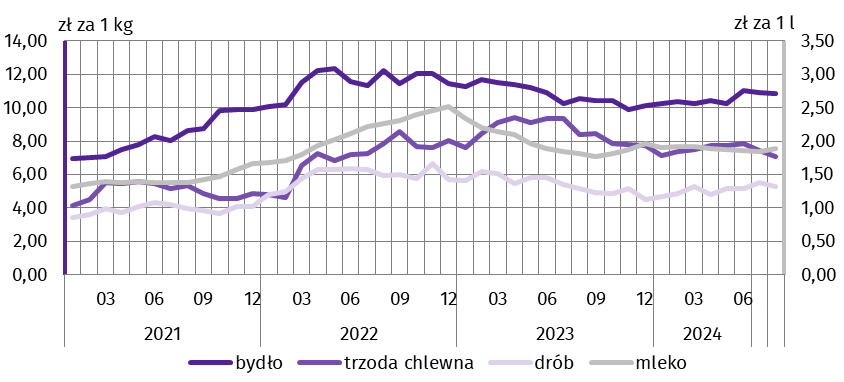 zł za 1 kg zł za 1 l
14,00 3,50
12,00 3,00
10,00 2,50
8,00 2,00
6,00 1,50
4,00 1,00
2,00 0,50
0,00 0,00
03 06 09 12 03 06 09 12 03 06 09 12 03 06
2021 2022 2023 2024
bydło trzoda chlewna drób mleko